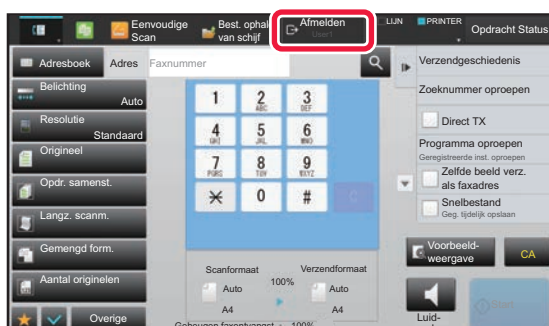 Eenvoudige
Scan
Best. ophal
van schijf
Afmelden
User1
LIJN
PRINTER
Opdracht Status
Adresboek
Adres
Faxnummer
Verzendgeschiedenis
Belichting
Auto
Resolutie
Standaard
Origineel
Opdr. samenst.
Langz. scanm.
Gemengd form.
Aantal originelen
Overige
1
2
ABC
3
DEF
4
GHI
5
JKL
6
MNO
7
PQRS
8
TUV
9
WXYZ
0
#
C
Scanformaat
Auto
A4
100%
Verzendformaat
Auto
A4
Geheugen faxontvangst : 100%
Zoeknummer oproepen
Direct TX
Programma oproepen
Geregistreerde inst. oproepen
Zelfde beeld verz.
als faxadres
Snelbestand
Geg. tijdelijk opslaan
Voorbeeld-
weergave
CA
Luid-
Start